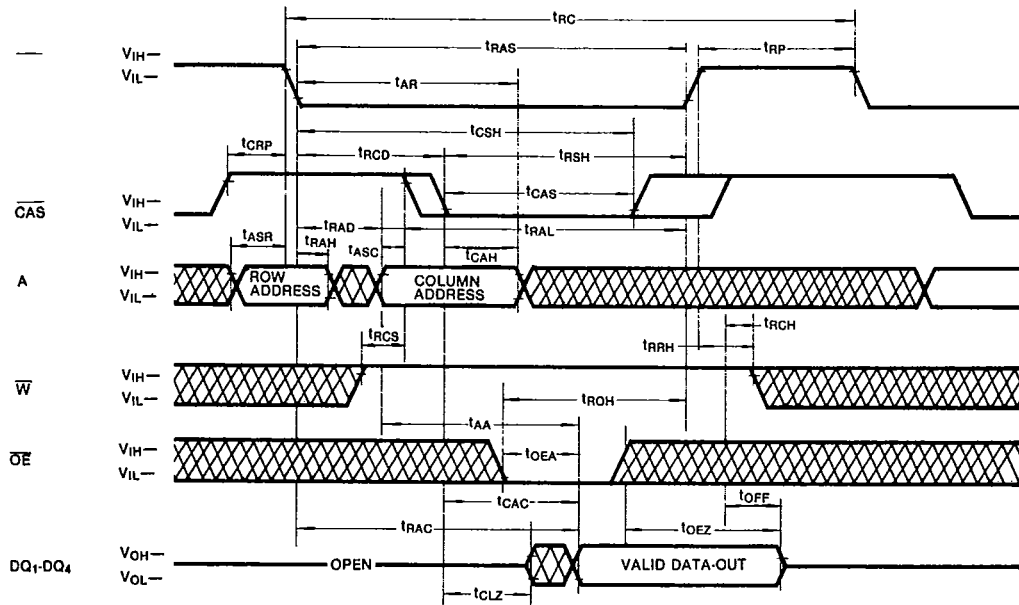 tRC
tRAS
tRP
VIH
VIL
tAR
tCSH
tCRP
tRCD
tRSH
CAS
VIH
VIL
tCAS
tRAD
tRAL
tASR
tRAH
tASC
tCAH
A
VIH
VIL
ROW ADDRESS
COLUMN ADDRESS
tRCS
tRCH
tRRH
W
VIH
VIL
tROH
tAA
OE
VIH
VIL
tOEA
tCAC
tOFF
tRAC
tOEZ
DQ1-DQ4
VOH
VOL
OPEN
VALID DATA-OUT
tCLZ